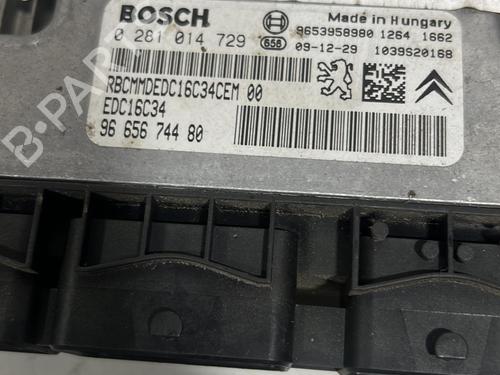 BOSCH
Made in Hungary
0 281 014 729
658
9653958980 1264 1662
09-12-29 1039S20168
RBCMMDEDC16C34CEM 00
EDC16C34
96 656 744 80